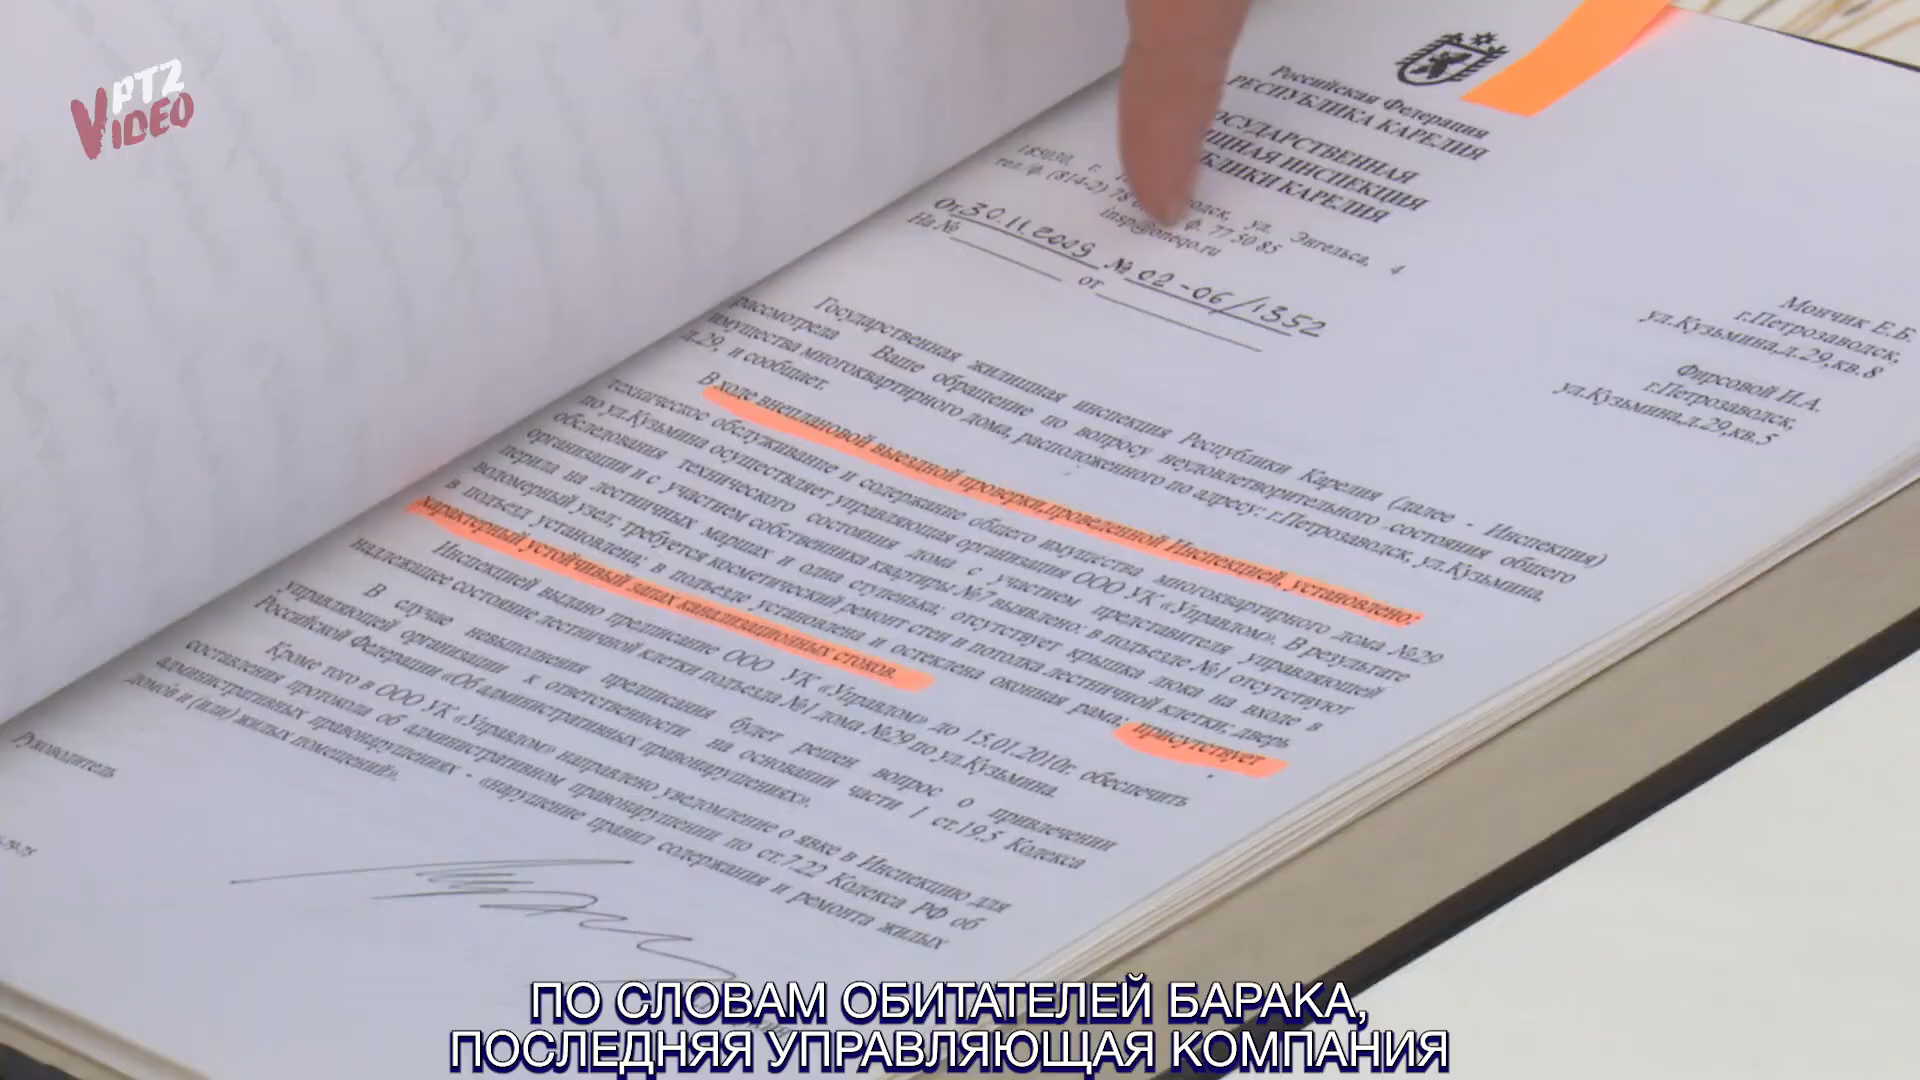 PTZ
VIDEO
Российская Федерация
РЕСПУБЛИКА КАРЕЛИЯ
ГОСУДАРСТВЕННАЯ
ИНСПЕКЦИЯ
КАРЕЛИЯ
185030, г. ул. Энгельса, 4
тел. ф. (814-2) 78 ф. 77 50 85
insp@onego.ru
От 30.11.2009 № 02-06/1352
На № от
Мончик Е.Б.
г.Петрозаводск,
ул.Кузьмина,д.29,кв.8
Фирсовой И.А.
г.Петрозаводск,
ул.Кузьмина,д.29,кв.5
Государственная жилищная инспекция Республики Карелия (далее - Инспекция)
рассмотрела Ваше обращение по вопросу неудовлетворительного состояния общего
имущества многоквартирного дома, расположенного по адресу: г.Петрозаводск, ул.Кузьмина,
д.29, и сообщает.
В ходе внеплановой выездной проверки,проведенной Инспекцией, установлено:
техническое обслуживание и содержание общего имущества многоквартирного дома №29
по ул.Кузьмина осуществляет управляющая организация ООО УК «Управдом». В результате
обследования технического состояния дома с участием представителя управляющей
организации и с участием собственника квартиры №7 выявлено: в подъезде №1 отсутствуют
перила на лестничных маршах и одна ступенька; отсутствует крышка люка на входе в
водомерный узел; требуется косметический ремонт стен и потолка лестничной клетки; дверь
в подъезд установлена; в подъезде установлена и остеклена оконная рама, присутствует
характерный устойчивый запах канализационных стоков.
Инспекцией выдано предписание ООО УК «Управдом» до 15.01.2010г. обеспечить
надлежащее состояние лестничной клетки подъезда №1 дома №29 по ул.Кузьмина.
В случае невыполнения предписания будет решен вопрос о привлечении
управляющей организации к ответственности на основании части 1 ст.19.5 Кодекса
Российской Федерации «Об административных правонарушениях».
Кроме того в ООО УК «Управдом» направлено уведомление о явке в Инспекцию для
составления протокола об административном правонарушении по ст.7.22 Кодекса РФ об
административных правонарушениях - «нарушение правил содержания и ремонта жилых
домов и (или) жилых помещений».
Руководитель
ПО СЛОВАМ ОБИТАТЕЛЕЙ БАРАКА,
ПОСЛЕДНЯЯ УПРАВЛЯЮЩАЯ КОМПАНИЯ